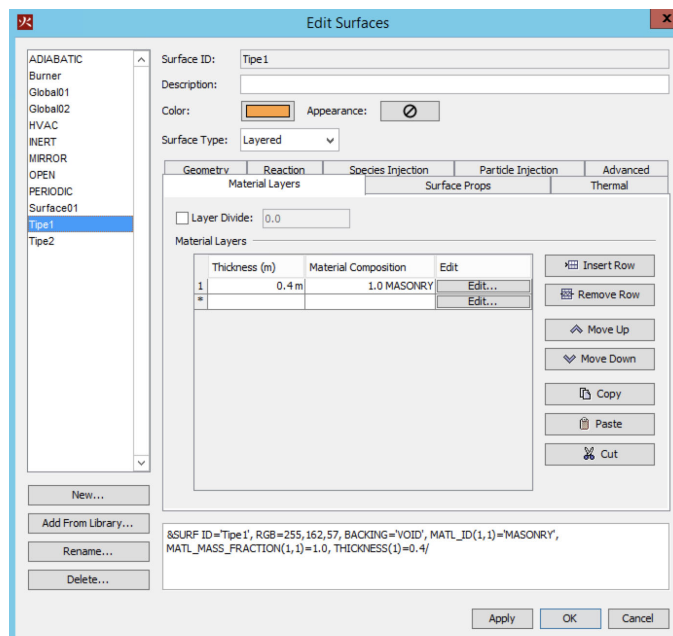 Edit Surfaces
x
ADIABATIC
Burner
Global01
Global02
HVAC
INERT
MIRROR
OPEN
PERIODIC
Surface01
Tipe1
Tipe2
New...
Add From Library...
Rename...
Delete...
Surface ID: Tipe1
Description:
Color: Appearance:
Surface Type: Layered
Geometry Reaction Species Injection Particle Injection Advanced
Material Layers Surface Props Thermal
Layer Divide: 0.0
Material Layers
Thickness (m) Material Composition Edit
1 0.4 m 1.0 MASONRY Edit...
* Edit...
Insert Row
Remove Row
Move Up
Move Down
Copy
Paste
Cut
&SURF ID='Tipe1', RGB=255,162,57, BACKING='VOID', MATL_ID(1,1)='MASONRY',
MATL_MASS_FRACTION(1,1)=1.0, THICKNESS(1)=0.4/
Apply OK Cancel